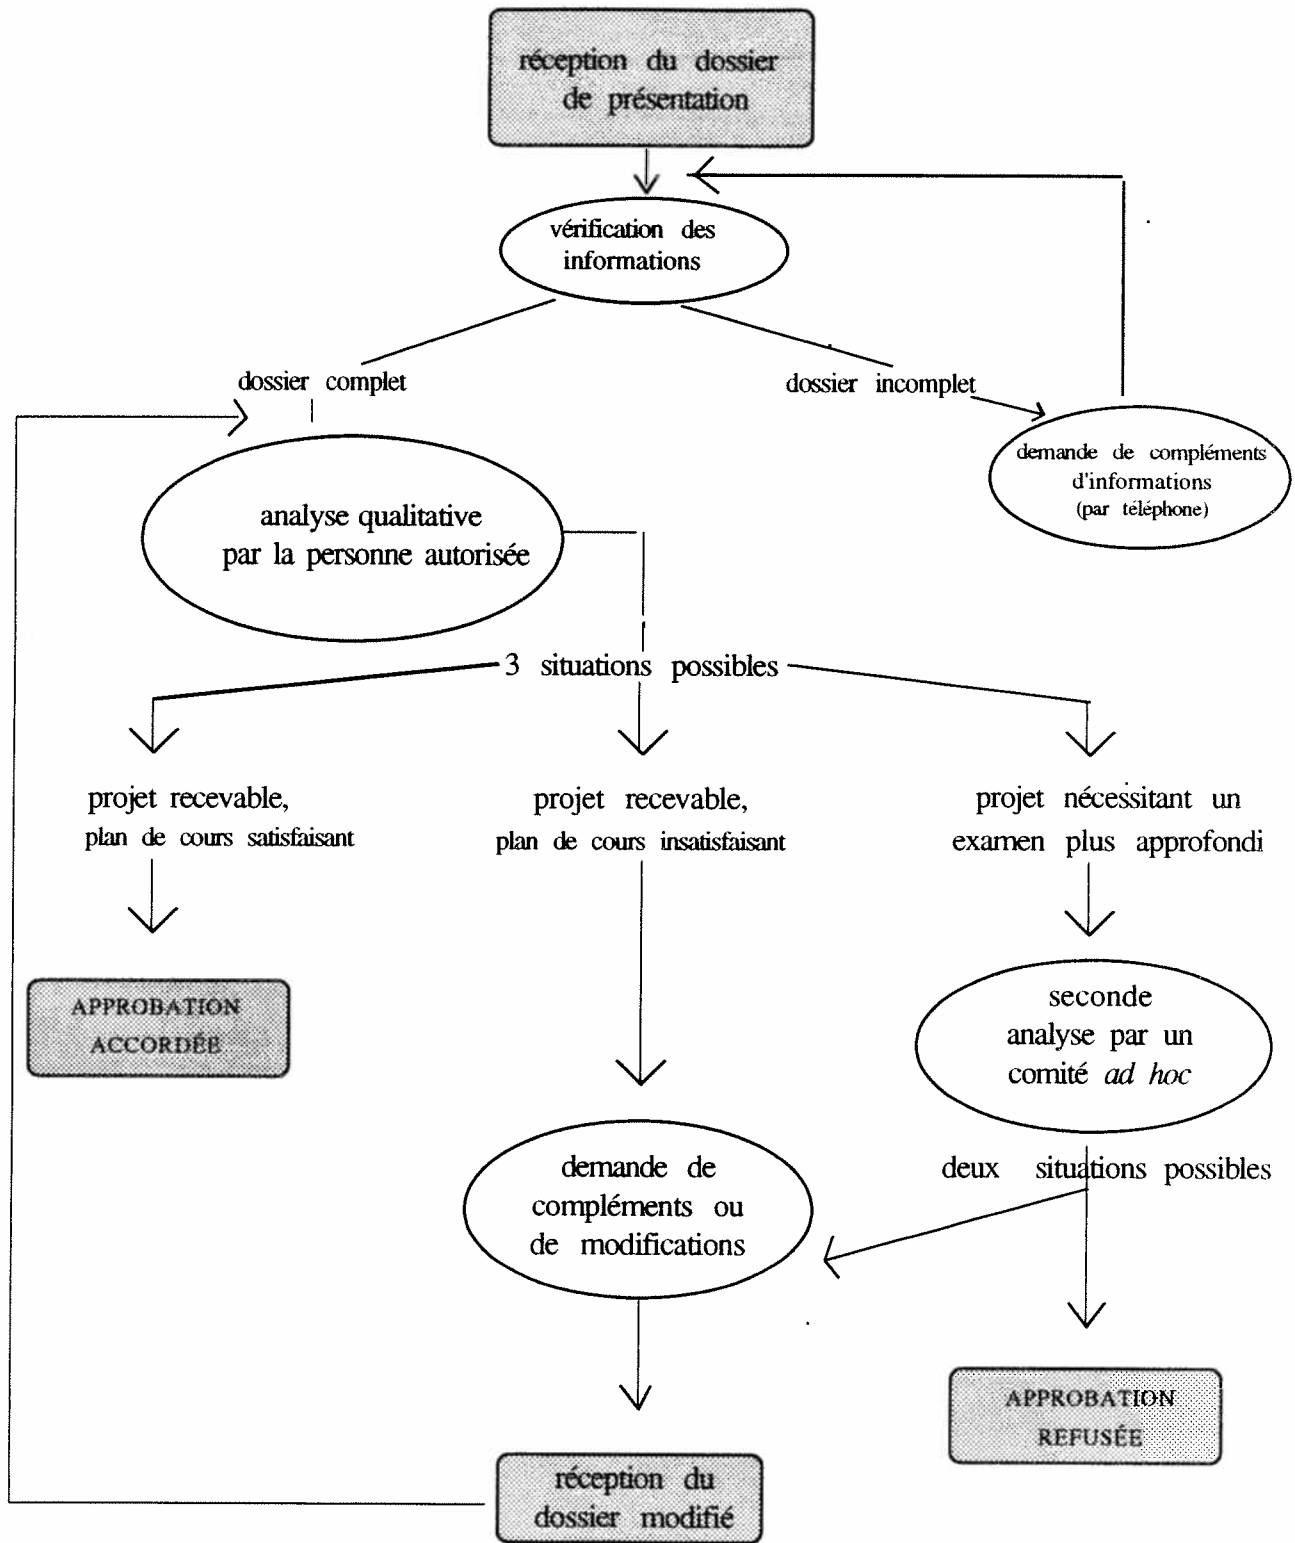 réception du dossier
de présentation
vérification des
informations
dossier complet
dossier incomplet
demande de compléments
d'informations
(par téléphone)
analyse qualitative
par la personne autorisée
3 situations possibles
projet recevable,
plan de cours satisfaisant
projet recevable,
plan de cours insatisfaisant
projet nécessitant un
examen plus approfondi
APPROBATION
ACCORDÉE
seconde
analyse par un
comité ad hoc
deux situations possibles
demande de
compléments ou
de modifications
APPROBATION
REFUSÉE
réception du
dossier modifié